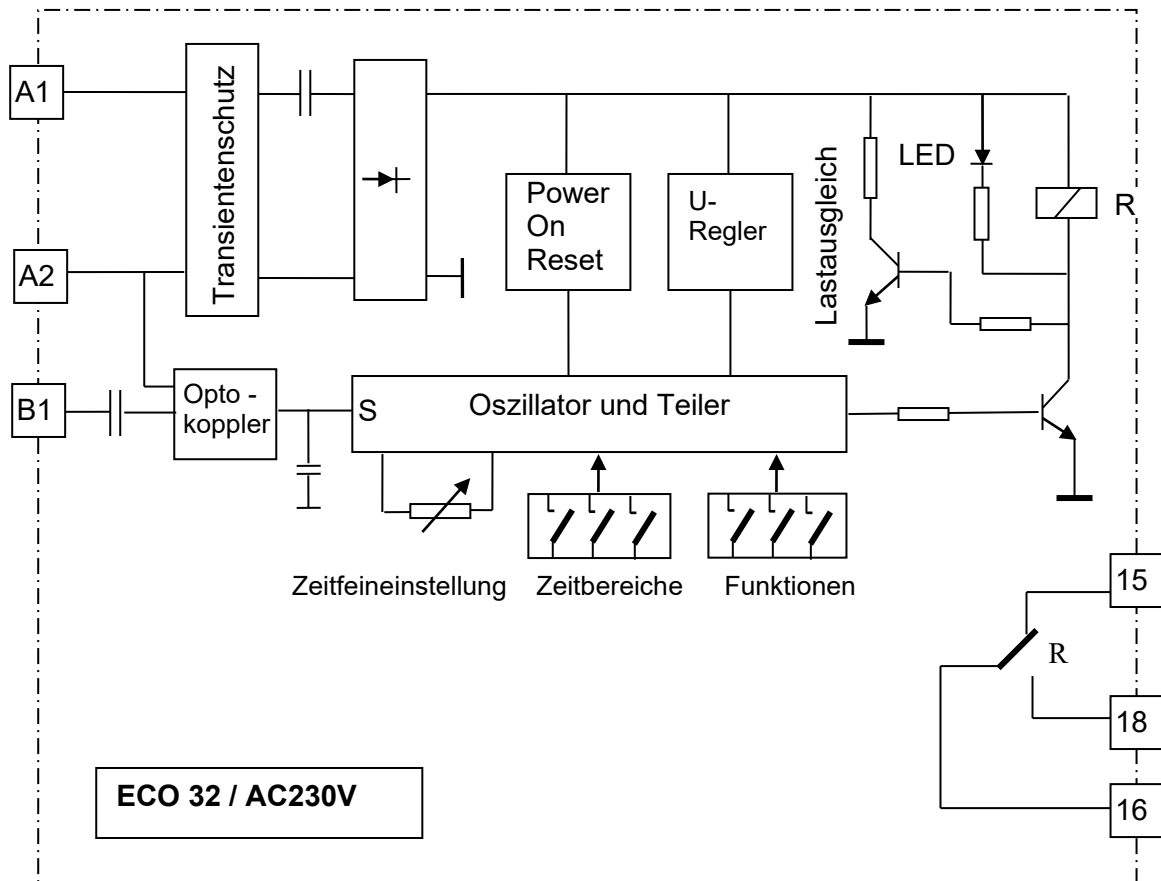 A1
Transientenschutz
A2
B1
Opto -
koppler
Power
On
Reset
U-
Regler
Lastausgleich
LED
R
S
Oszillator und Teiler
Zeitfeineinstellung
Zeitbereiche
Funktionen
15
R
18
16
ECO 32 / AC230V